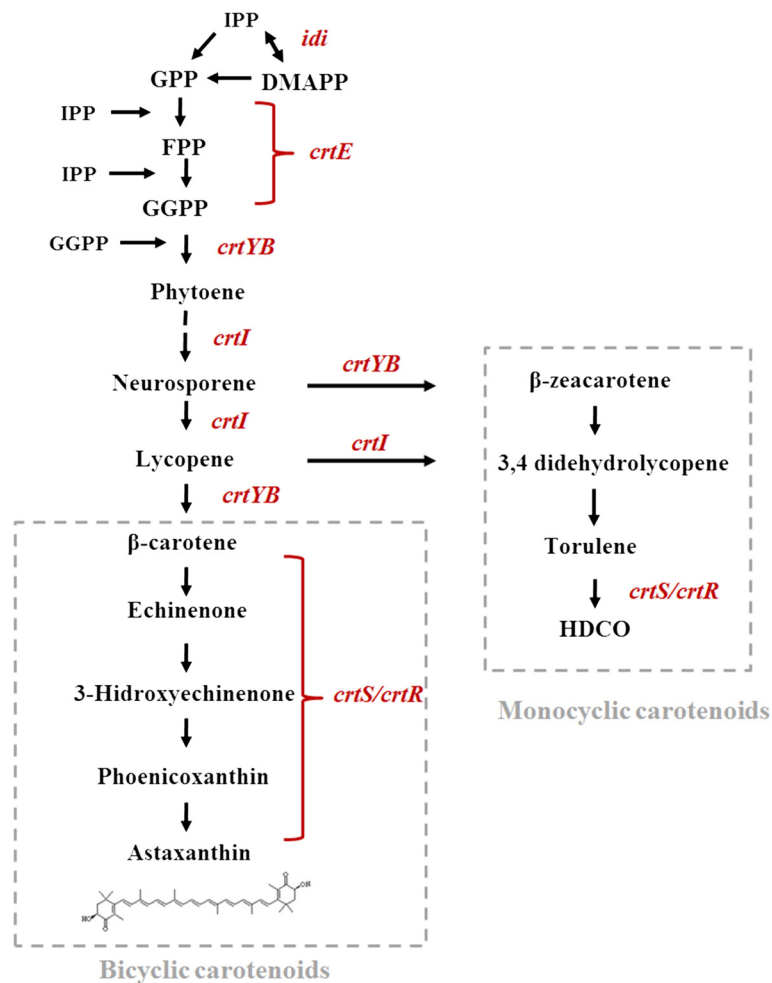 IPP
idi
GPP
DMAPP
IPP
FPP
crtE
IPP
GGPP
GGPP
crtYB
Phytoene
crtI
Neurosporene
crtYB
β-zeacarotene
crtI
Lycopene
crtI
3,4 didehydrolycopene
crtYB
β-carotene
Torulene
Echinenone
crtS/crtR
HDCO
3-Hidroxyechinenone
crtS/crtR
Monocyclic carotenoids
Phoenicoxanthin
Astaxanthin
O
OH
HO
O
Bicyclic carotenoids